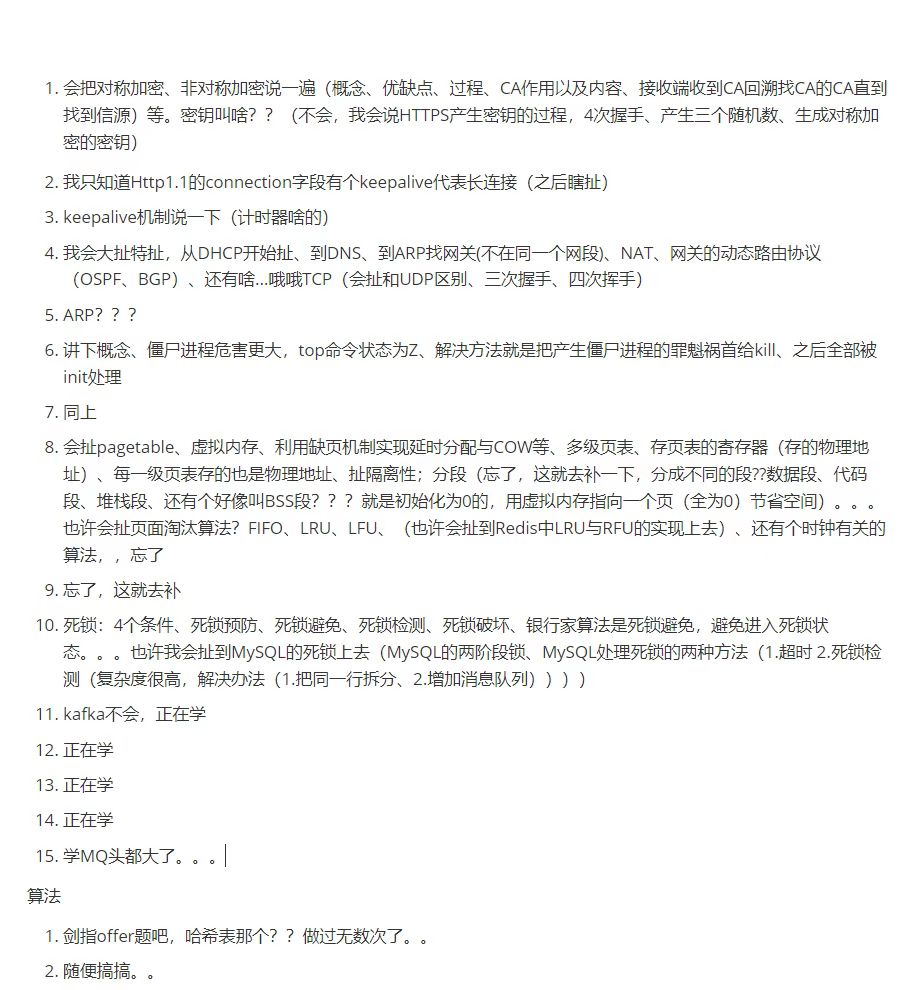 1. 会把对称加密、非对称加密说一遍（概念、优缺点、过程、CA作用以及内容、接收端收到CA回溯找CA的CA直到
找到信源）等。密钥叫啥？？（不会，我会说HTTPS产生密钥的过程，4次握手、产生三个随机数、生成对称加
密的密钥）
2. 我只知道Http1.1的connection字段有个keepalive代表长连接（之后瞎扯）
3. keepalive机制说一下（计时器啥的）
4. 我会大扯特扯，从DHCP开始扯、到DNS、到ARP找网关(不在同一个网段)、NAT、网关的动态路由协议
（OSPF、BGP）、还有啥...哦哦TCP（会扯和UDP区别、三次握手、四次挥手）
5. ARP？？？
6. 讲下概念、僵尸进程危害更大，top命令状态为Z、解决方法就是把产生僵尸进程的罪魁祸首给kill、之后全部被
init处理
7. 同上
8. 会扯pagetable、虚拟内存、利用缺页机制实现延时分配与COW等、多级页表、存页表的寄存器（存的物理地
址）、每一级页表存的也是物理地址、扯隔离性；分段（忘了，这就去补一下，分成不同的段??数据段、代码
段、堆栈段、还有个好像叫BSS段？？？就是初始化为0的，用虚拟内存指向一个页（全为0）节省空间）。。。
也许会扯页面淘汰算法？FIFO、LRU、LFU、（也许会扯到Redis中LRU与RFU的实现上去）、还有个时钟有关的
算法，，忘了
9. 忘了，这就去补
10. 死锁：4个条件、死锁预防、死锁避免、死锁检测、死锁破坏、银行家算法是死锁避免，避免进入死锁状
态。。。也许我会扯到MySQL的死锁上去（MySQL的两阶段锁、MySQL处理死锁的两种方法（1.超时 2.死锁检
测（复杂度很高，解决办法（1.把同一行拆分、2.增加消息队列））））
11. kafka不会，正在学
12. 正在学
13. 正在学
14. 正在学
15. 学MQ头都大了。。。
算法
1. 剑指offer题吧，哈希表那个？？做过无数次了。。
2. 随便搞搞。。